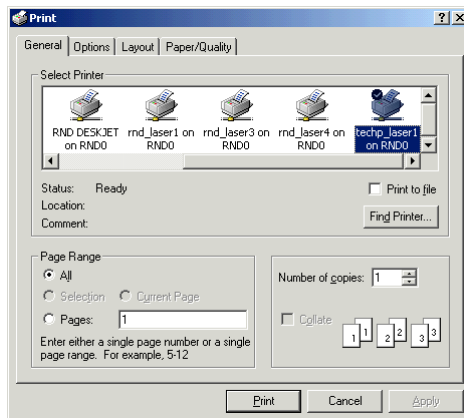 Print
General
Options
Layout
Paper/Quality
Select Printer
RND DESKJET on RND0
rnd_laser1 on RND0
rnd_laser3 on RND0
rnd_laser4 on RND0
techp_laser1 on RND0
Status: Ready
Print to file
Location:
Comment:
Find Printer...
Page Range
All
Selection
Current Page
Pages: 1
Enter either a single page number or a single
page range. For example, 5-12
Number of copies: 1
Collate
1 1 2 2 3 3
Print
Cancel
Apply